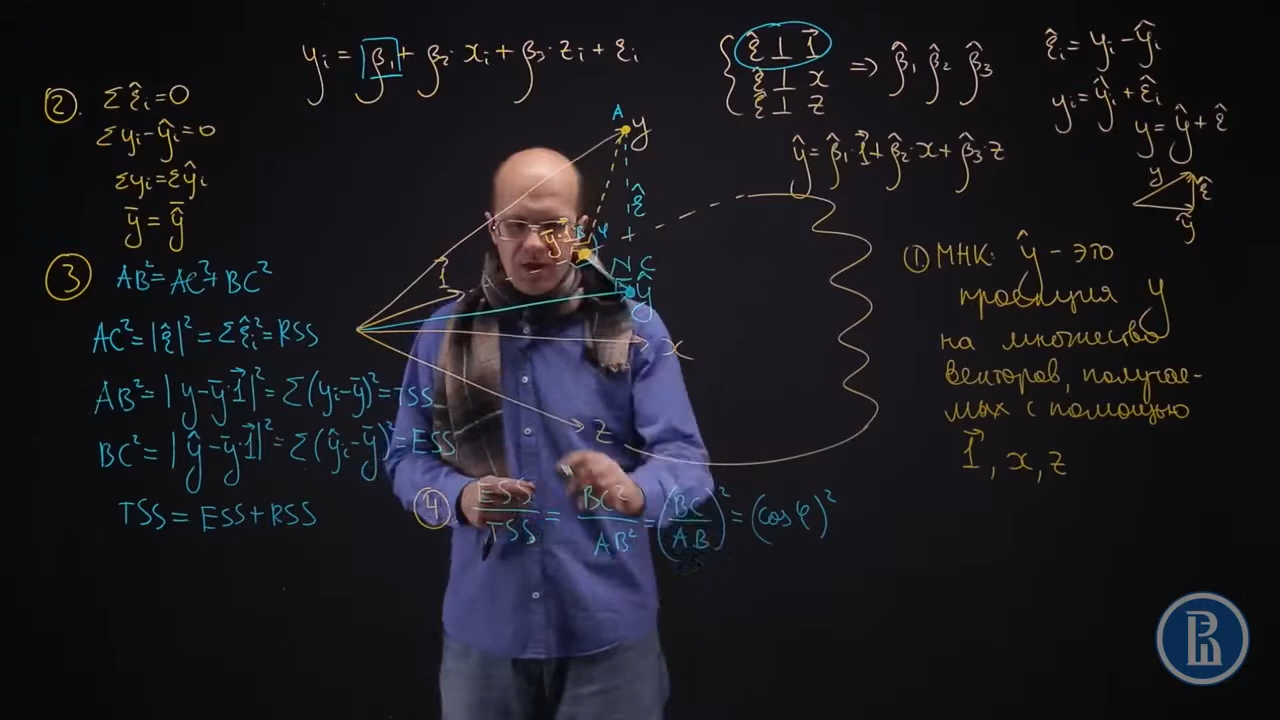 yᵢ = β₁ + β₂·xᵢ + β₃·zᵢ + εᵢ
{ ε̂ ⊥ 1⃗
ε̂ ⊥ x
ε̂ ⊥ z
=> β̂₁ β̂₂ β̂₃
ε̂ᵢ = yᵢ - ŷᵢ
yᵢ = ŷᵢ + ε̂ᵢ
y = ŷ + ε̂
y
ε̂
ŷ
ŷ = β̂₁·1⃗ + β̂₂·x + β̂₃·z
② Σε̂ᵢ = 0
Σyᵢ - ŷᵢ = 0
Σyᵢ = Σŷᵢ
ȳ = ŷ̄
③ AB² = AC² + BC²
AC² = |ε̂|² = Σε̂ᵢ² = RSS
AB² = |y - ȳ·1⃗|² = Σ(yᵢ - ȳ)² = TSS
BC² = |ŷ - ȳ·1⃗|² = Σ(ŷᵢ - ȳ)² = ESS
TSS = ESS + RSS
A
y
ε̂
ȳ·1⃗
B
φ
1⃗
C
ŷ
x
z
④ ESS/TSS = BC²/AB² = (BC/AB)² = (cos φ)²
① МНК: ŷ - это
проекция y
на множество
векторов, получае-
мых с помощью
1⃗, x, z